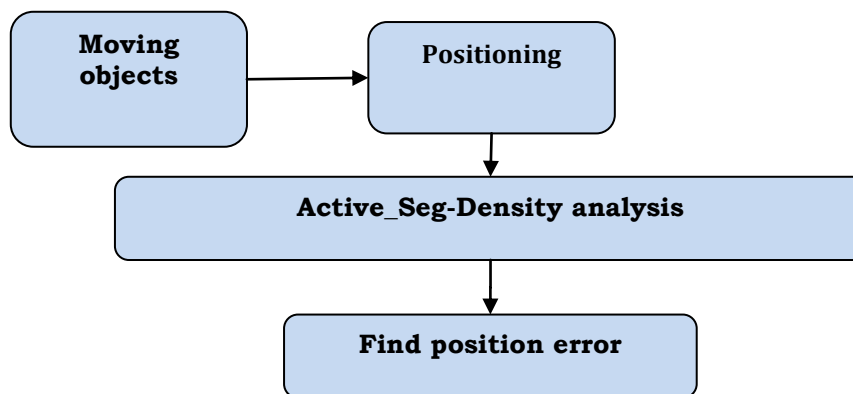 Moving
objects
Positioning
Active_Seg-Density analysis
Find position error